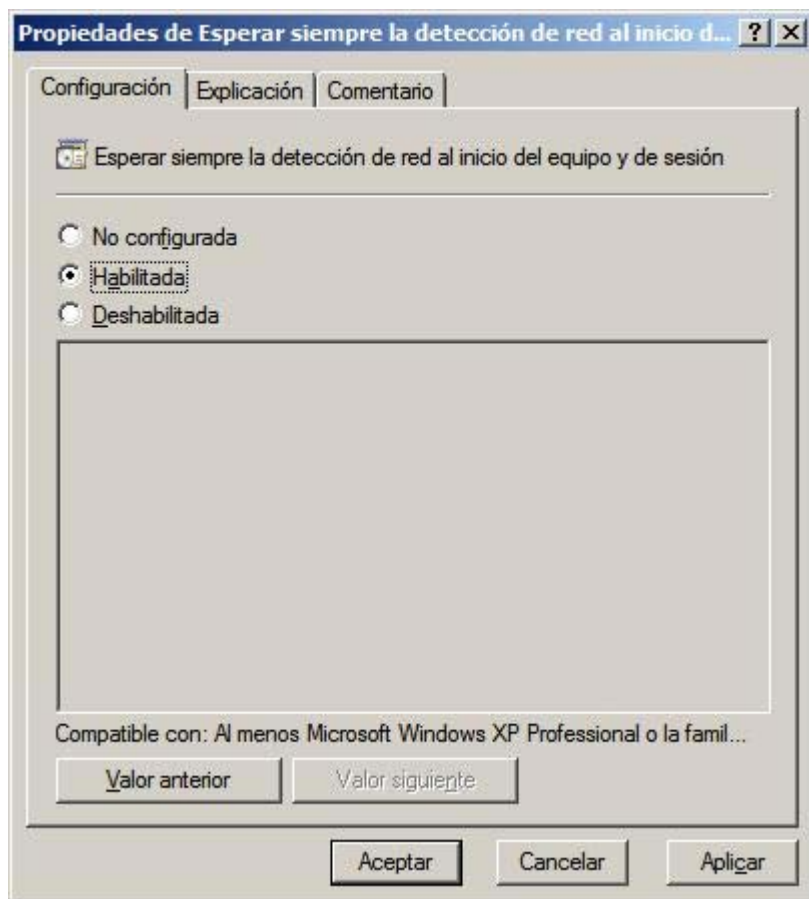 Propiedades de Esperar siempre la detección de red al inicio d...
Configuración Explicación Comentario
Esperar siempre la detección de red al inicio del equipo y de sesión
No configurada
Habilitada
Deshabilitada
Compatible con: Al menos Microsoft Windows XP Professional o la famil...
Valor anterior Valor siguiente
Aceptar Cancelar Aplicar